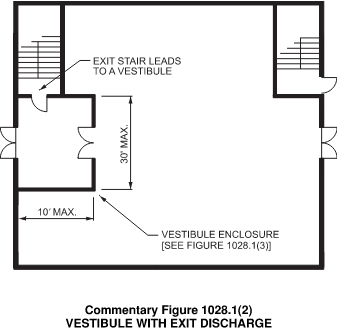 EXIT STAIR LEADS
TO A VESTIBULE
30' MAX.
10' MAX.
VESTIBULE ENCLOSURE
[SEE FIGURE 1028.1(3)]
Commentary Figure 1028.1(2)
VESTIBULE WITH EXIT DISCHARGE